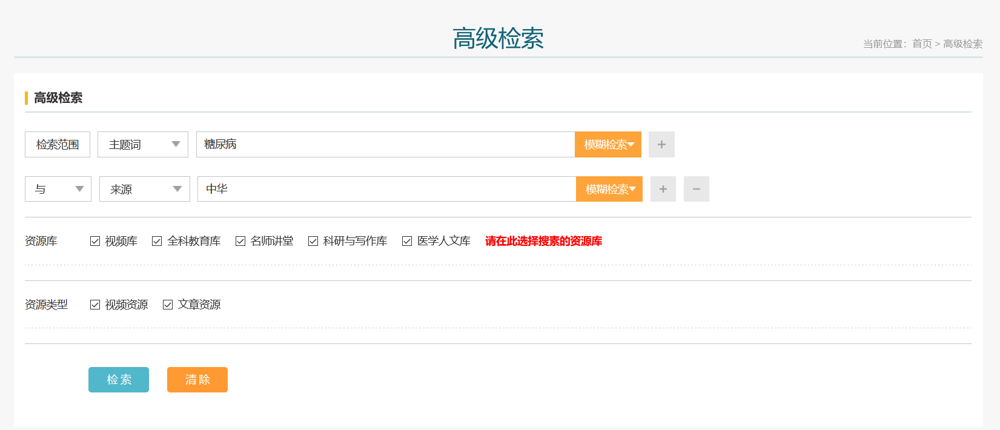 高级检索
当前位置：首页 > 高级检索
高级检索
检索范围 主题词 糖尿病 模糊检索 +
与 来源 中华 模糊检索 + −
资源库 视频库 全科教育库 名师讲堂 科研与写作库 医学人文库 请在此选择搜素的资源库
资源类型 视频资源 文章资源
检索 清除